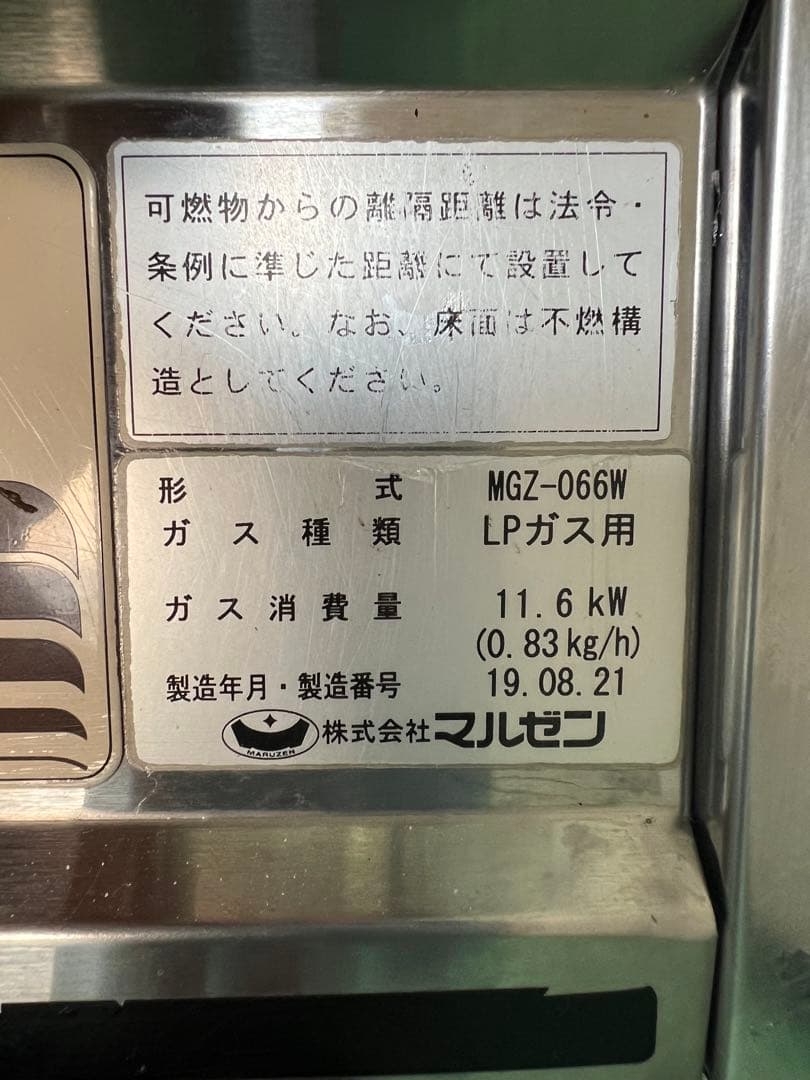 可燃物からの離隔距離は法令・
条例に準じた距離にて設置して
ください。なお、床面は不燃構
造としてください。
形式 MGZ-066W
ガス種類 LPガス用
ガス消費量 11.6kW
(0.83kg/h)
製造年月・製造番号 19.08.21
MARUZEN 株式会社マルゼン